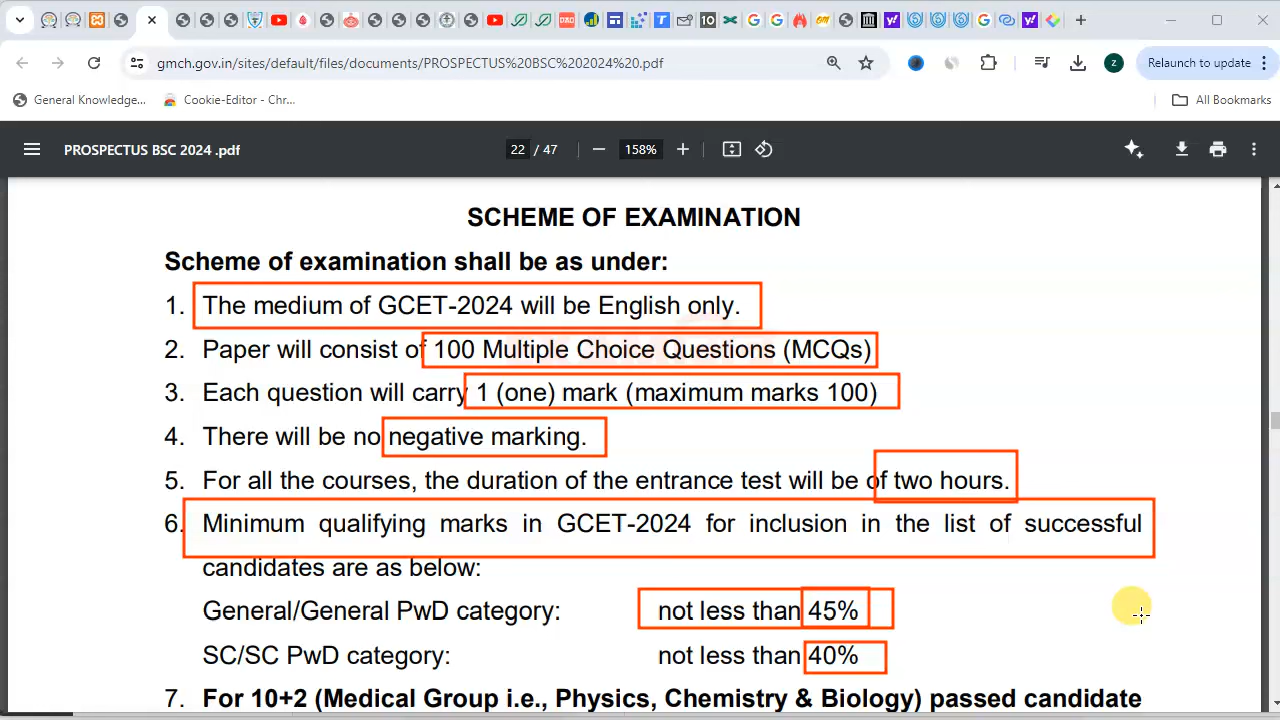 gmch.gov.in/sites/default/files/documents/PROSPECTUS%20BSC%202024%20.pdf
z
Relaunch to update
General Knowledge...
Cookie-Editor - Chr...
All Bookmarks
PROSPECTUS BSC 2024 .pdf
22 / 47
158%
SCHEME OF EXAMINATION
Scheme of examination shall be as under:
1. The medium of GCET-2024 will be English only.
2. Paper will consist of 100 Multiple Choice Questions (MCQs)
3. Each question will carry 1 (one) mark (maximum marks 100)
4. There will be no negative marking.
5. For all the courses, the duration of the entrance test will be of two hours.
6. Minimum qualifying marks in GCET-2024 for inclusion in the list of successful
candidates are as below:
General/General PwD category: not less than 45%
SC/SC PwD category: not less than 40%
7. For 10+2 (Medical Group i.e., Physics, Chemistry & Biology) passed candidate